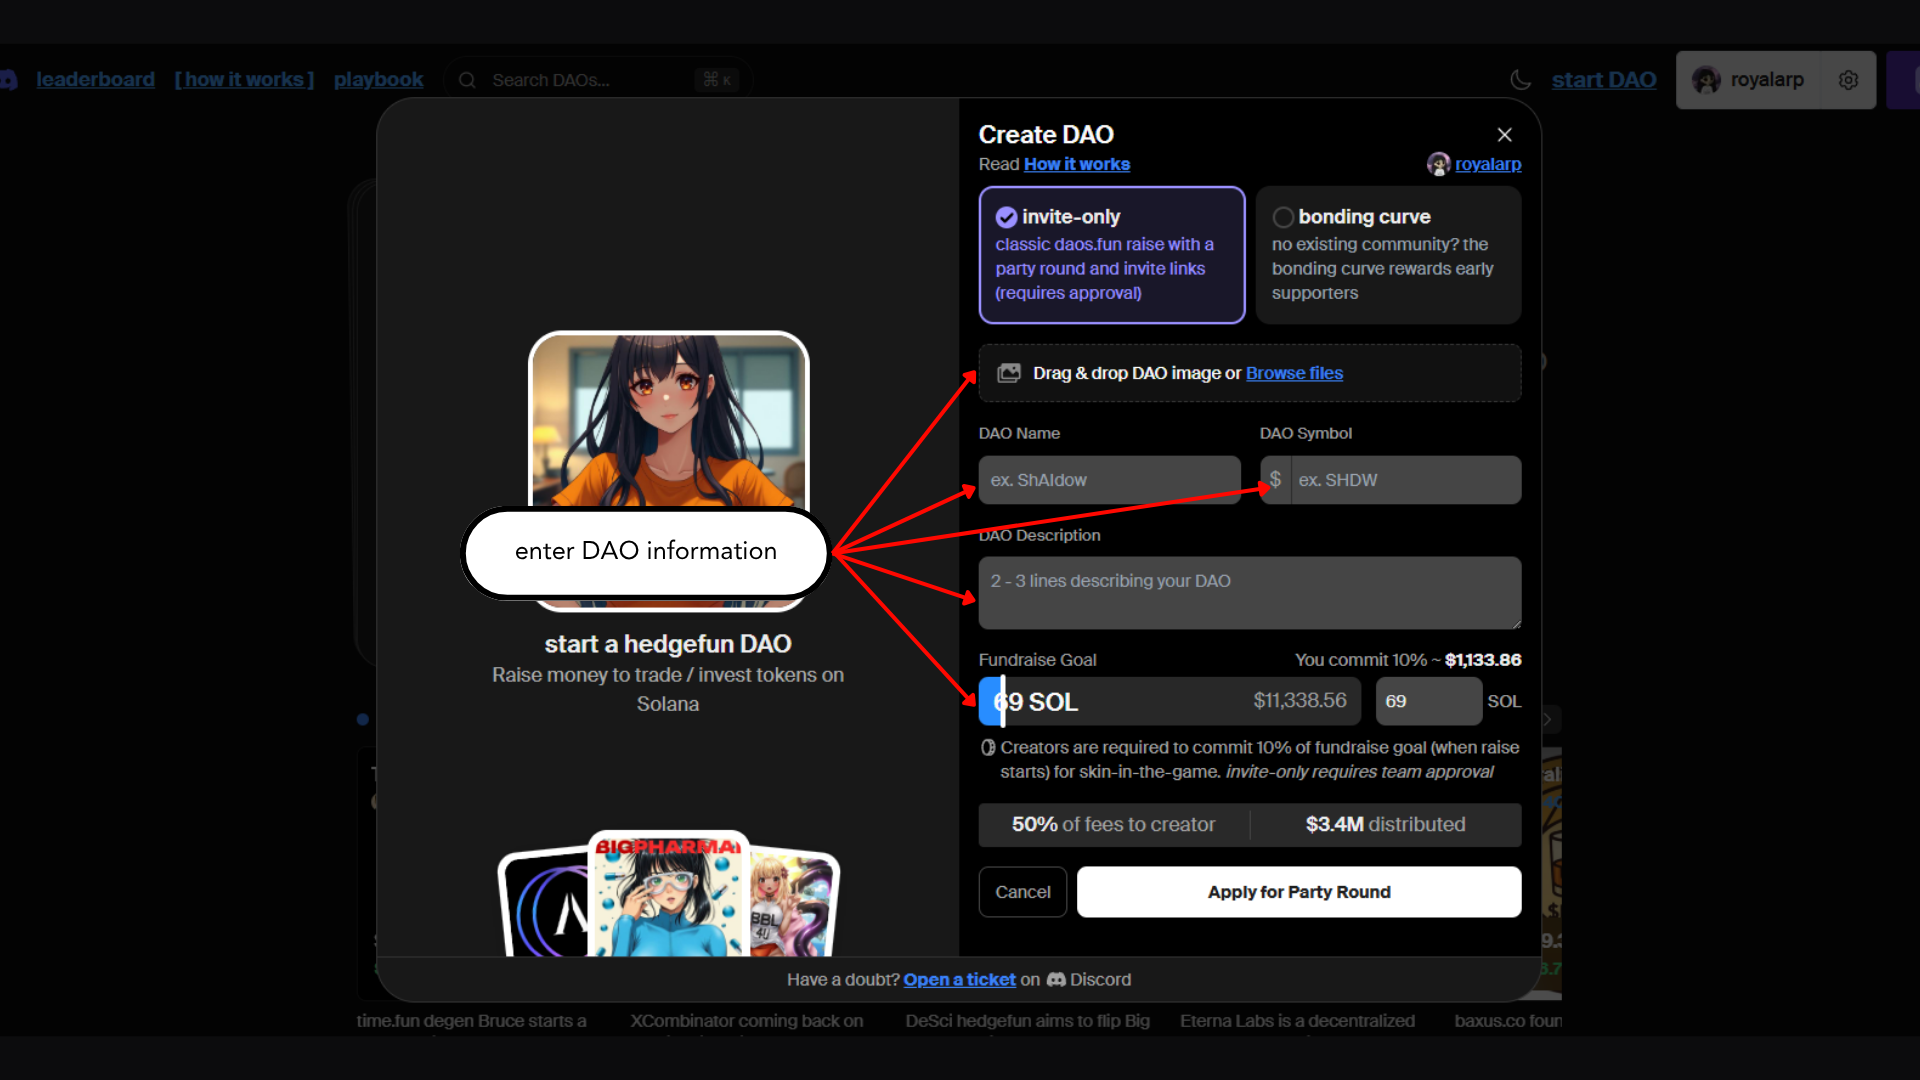 leaderboard
[ how it works ]
playbook
Search DAOs...
⌘ K
start DAO
royalarp
Create DAO
Read How it works
royalarp
invite-only
classic daos.fun raise with a
party round and invite links
(requires approval)
bonding curve
no existing community? the
bonding curve rewards early
supporters
Drag & drop DAO image or Browse files
DAO Name
DAO Symbol
ex. ShAIdow
$ ex. SHDW
DAO Description
2 - 3 lines describing your DAO
Fundraise Goal
You commit 10% ~ $1,133.86
69 SOL
$11,338.56
69
SOL
Creators are required to commit 10% of fundraise goal (when raise
starts) for skin-in-the-game. invite-only requires team approval
50% of fees to creator
$3.4M distributed
Cancel
Apply for Party Round
enter DAO information
start a hedgefun DAO
Raise money to trade / invest tokens on
Solana
BIGPHARMAI
BBL
4U
Have a doubt? Open a ticket on Discord
time.fun degen Bruce starts a
XCombinator coming back on
DeSci hedgefun aims to flip Big
Eterna Labs is a decentralized
baxus.co foun